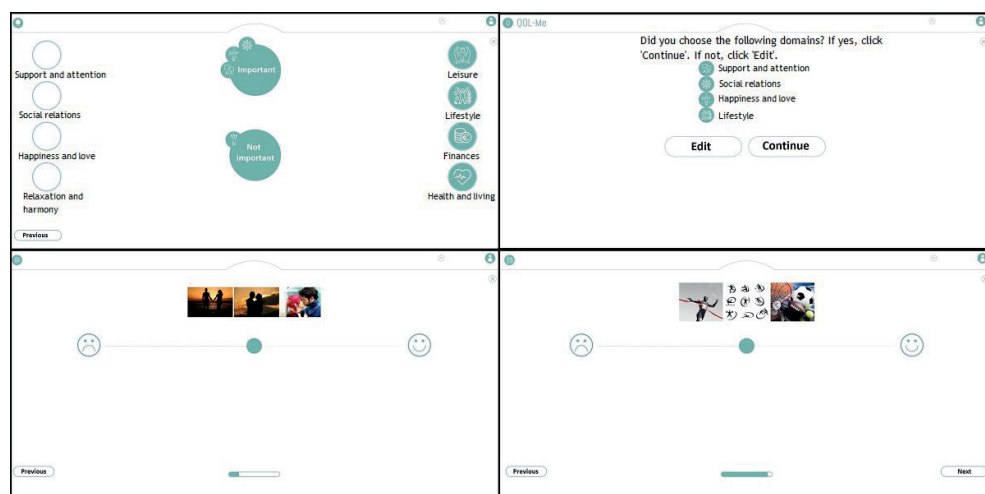 Support and attention
Social relations
Happiness and love
Relaxation and
harmony
Important
Not
important
Leisure
Lifestyle
Finances
Health and living
Previous
QOL-Me
Did you choose the following domains? If yes, click
'Continue'. If not, click 'Edit'.
Support and attention
Social relations
Happiness and love
Lifestyle
Edit
Continue
Previous
Previous
Next